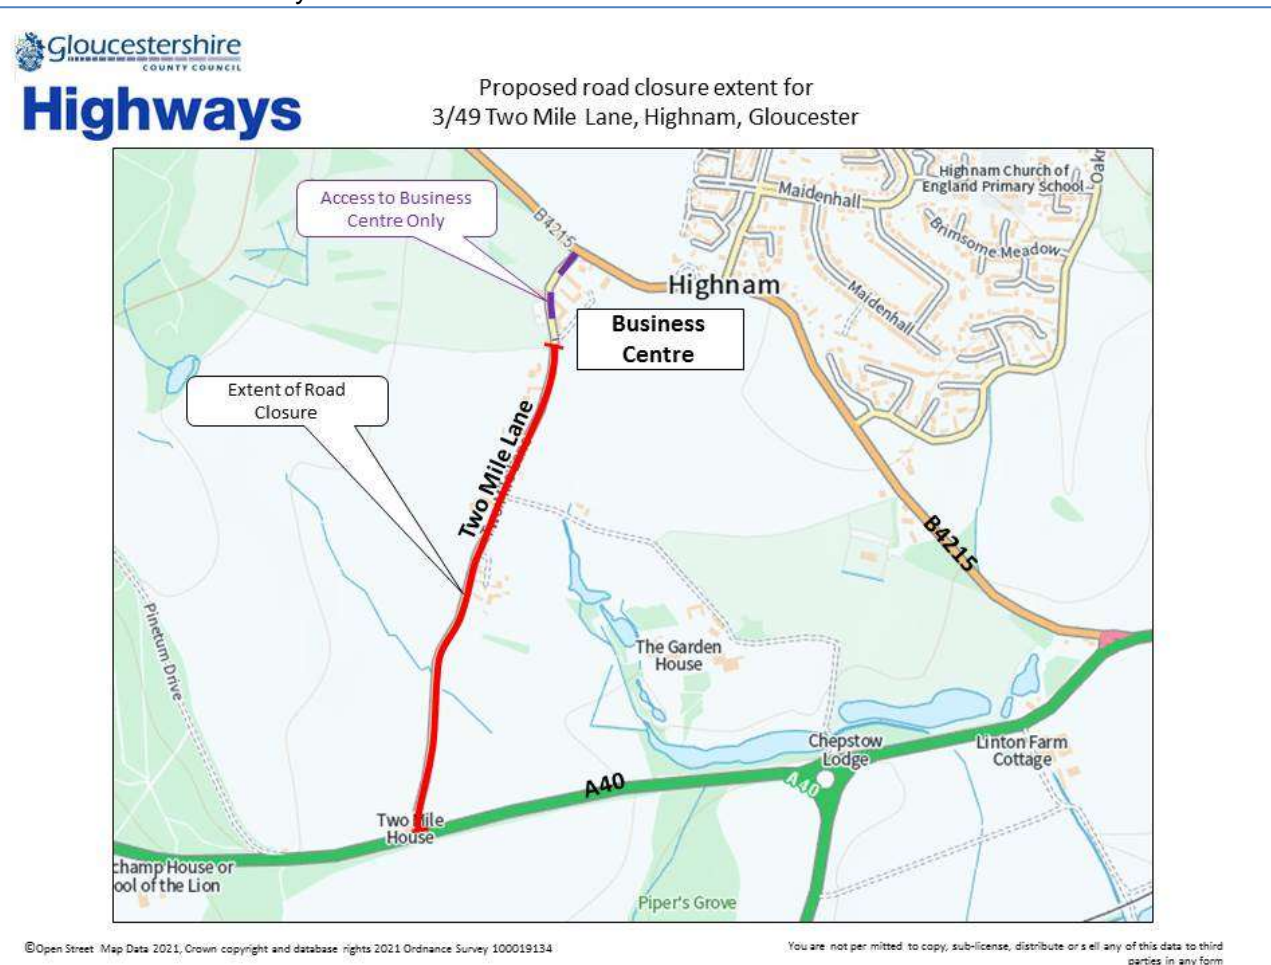 Gloucestershire
COUNTY COUNCIL
Highways
Proposed road closure extent for
3/49 Two Mile Lane, Highnam, Gloucester
Access to Business
Centre Only
B4215
Maidenhall
Highnam Church of
England Primary School
Brimsome Meadow
Highnam
Maidenhall
Business
Centre
Extent of Road
Closure
Two Mile Lane
B4215
Pinetum Drive
The Garden
House
Chepstow
Lodge
Linton Farm
Cottage
A40
A40
Two Mile
House
champ House or
ool of the Lion
Piper's Grove
©Open Street Map Data 2021, Crown copyright and database rights 2021 Ordnance Survey 100019134
You are not per mitted to copy, sub-license, distribute or s ell any of this data to third
parties in any form